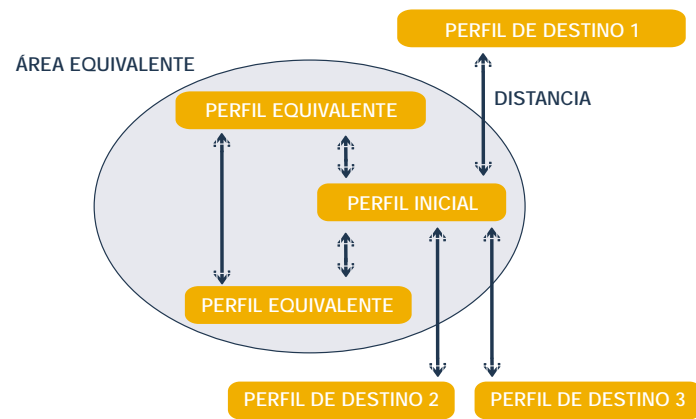 PERFIL DE DESTINO 1
ÁREA EQUIVALENTE
DISTANCIA
PERFIL EQUIVALENTE
PERFIL INICIAL
PERFIL EQUIVALENTE
PERFIL DE DESTINO 2
PERFIL DE DESTINO 3